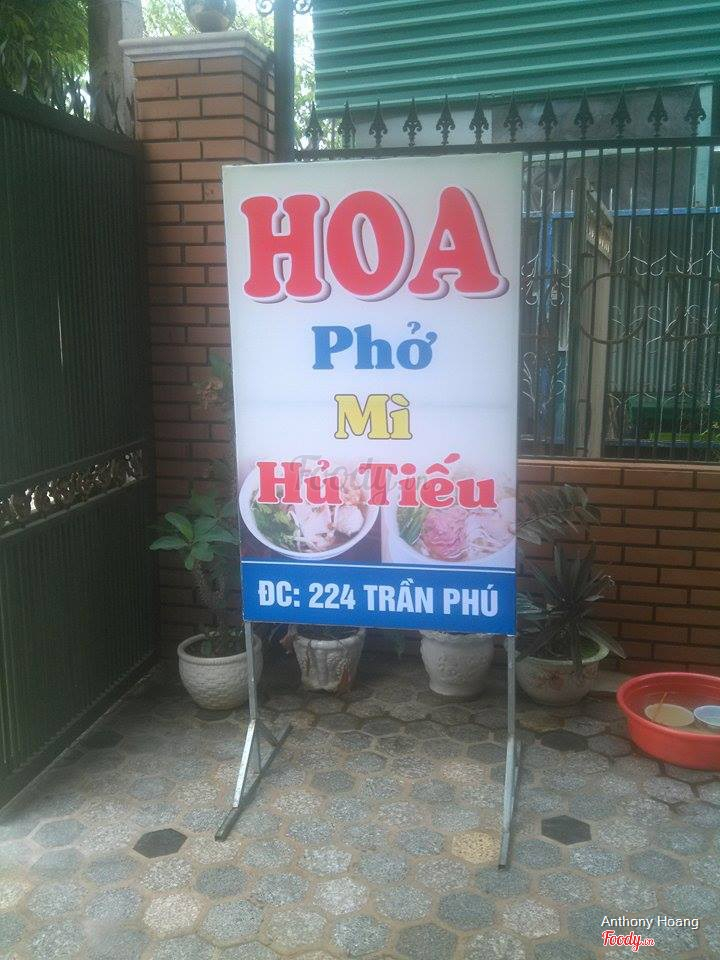 HOA
Phở
Mì
Hủ Tiếu
ĐC: 224 TRẦN PHÚ
Anthony Hoang
Foody.vn